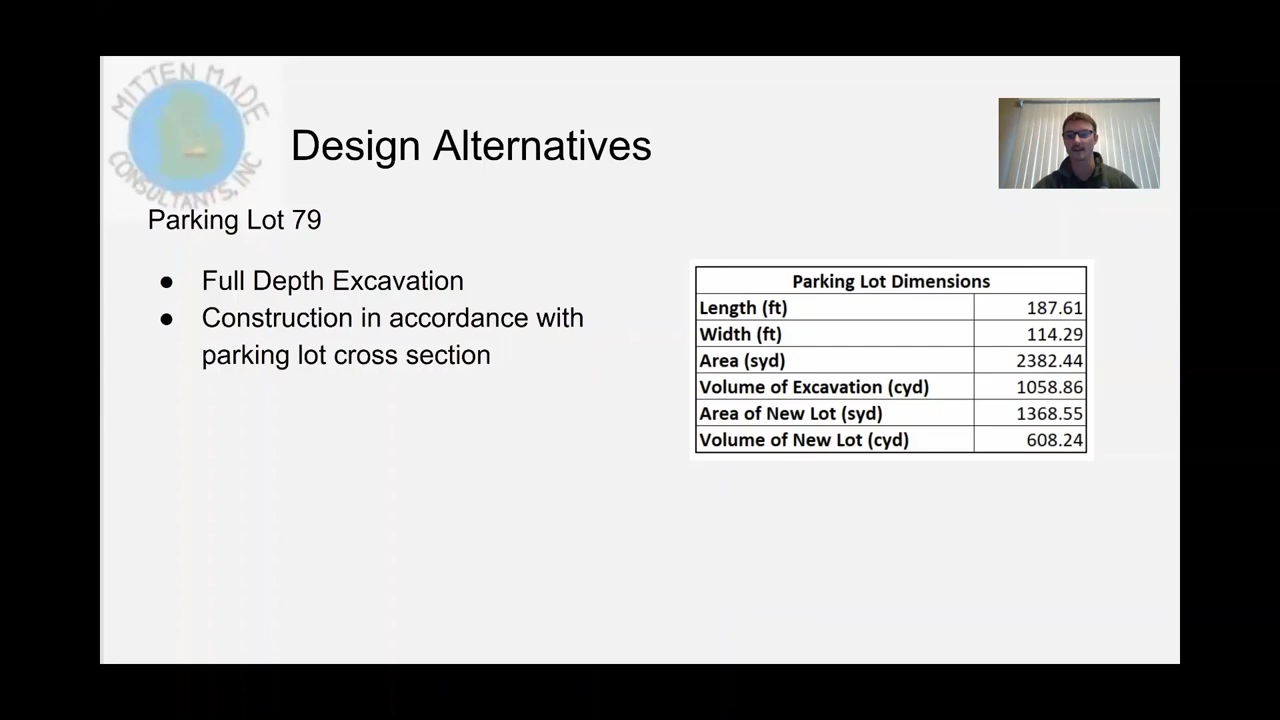 MITTEN MADE
CONSULTANTS, INC
Design Alternatives
Parking Lot 79
● Full Depth Excavation
● Construction in accordance with
parking lot cross section
Parking Lot Dimensions
Length (ft) 187.61
Width (ft) 114.29
Area (syd) 2382.44
Volume of Excavation (cyd) 1058.86
Area of New Lot (syd) 1368.55
Volume of New Lot (cyd) 608.24